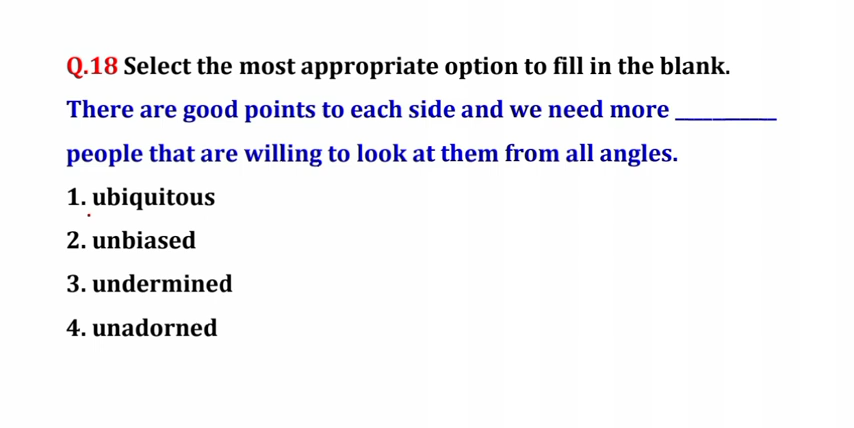 Q.18 Select the most appropriate option to fill in the blank.
There are good points to each side and we need more __________
people that are willing to look at them from all angles.
1. ubiquitous
2. unbiased
3. undermined
4. unadorned